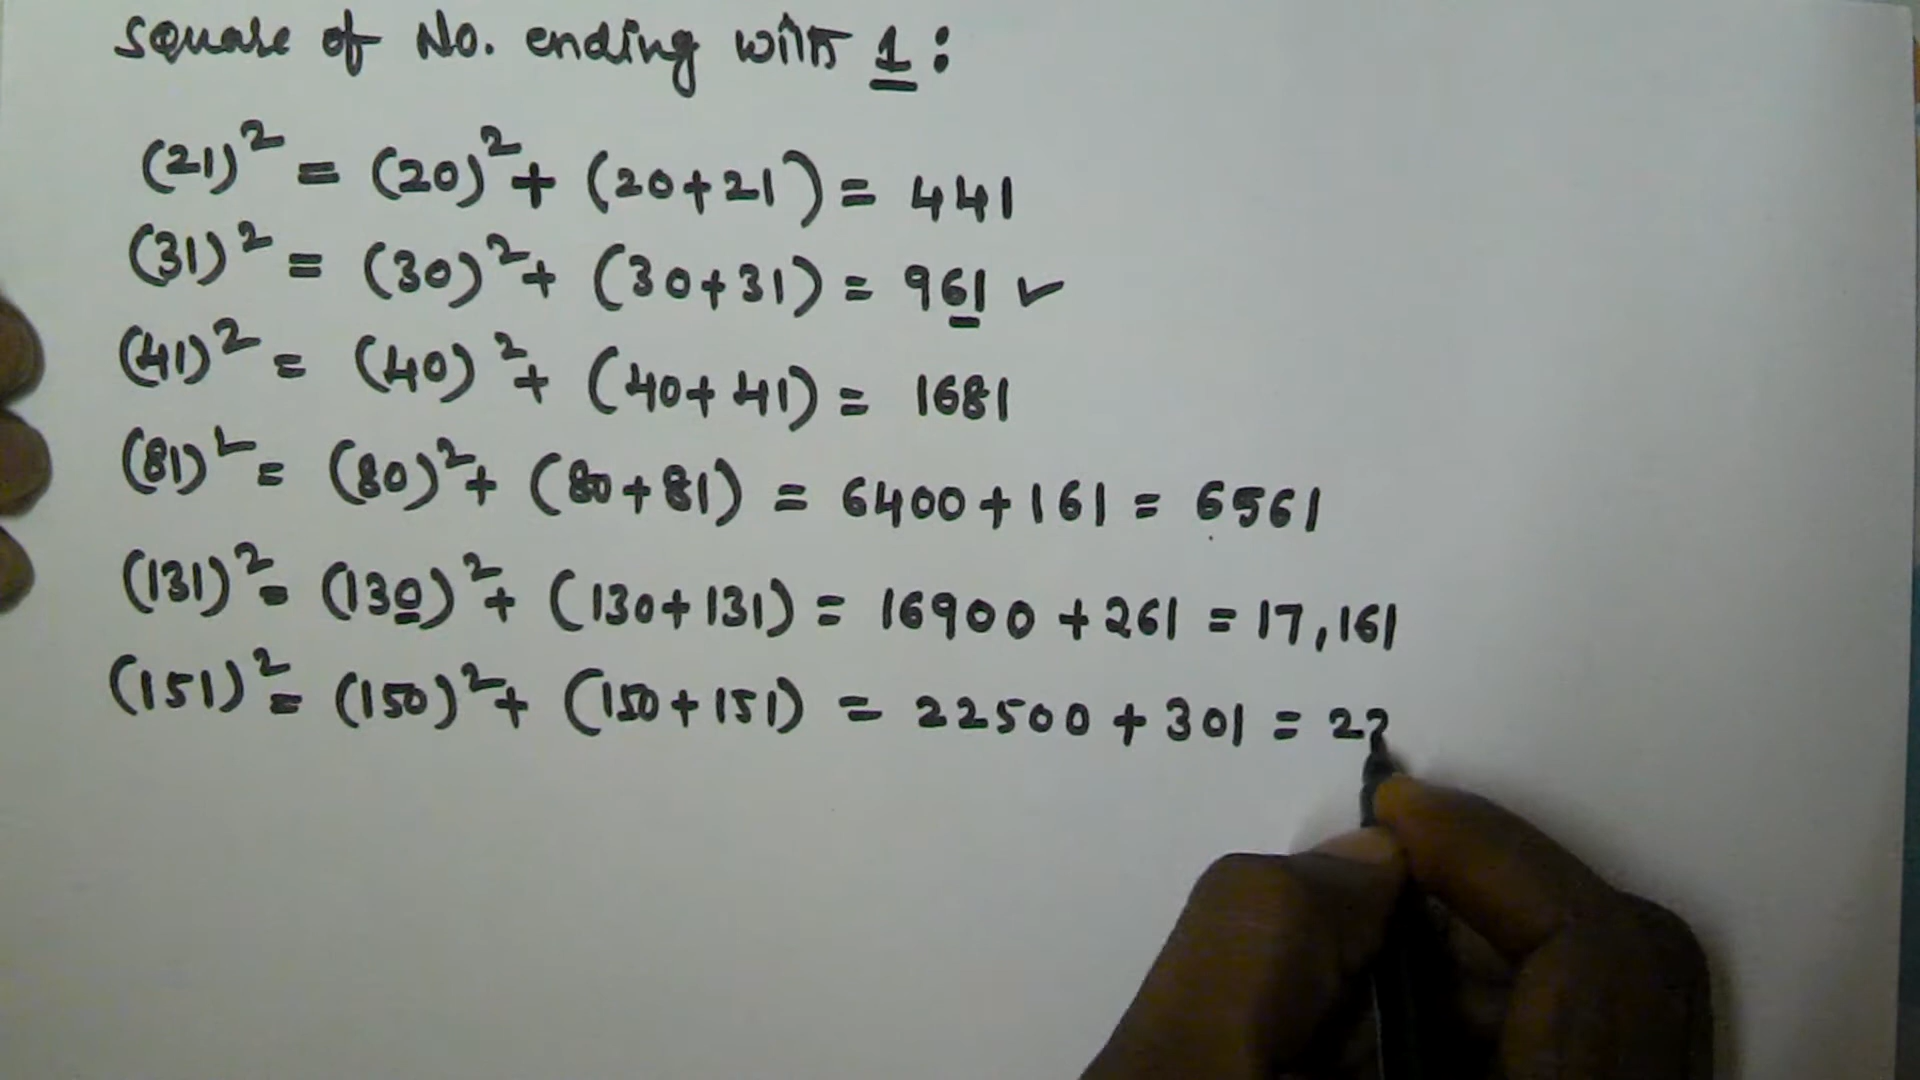 square of No. ending with 1:
(21)² = (20)² + (20+21) = 441
(31)² = (30)² + (30+31) = 961 ✓
(41)² = (40)² + (40+41) = 1681
(81)² = (80)² + (80+81) = 6400 + 161 = 6561
(131)² = (130)² + (130+131) = 16900 + 261 = 17,161
(151)² = (150)² + (150+151) = 22500 + 301 = 22